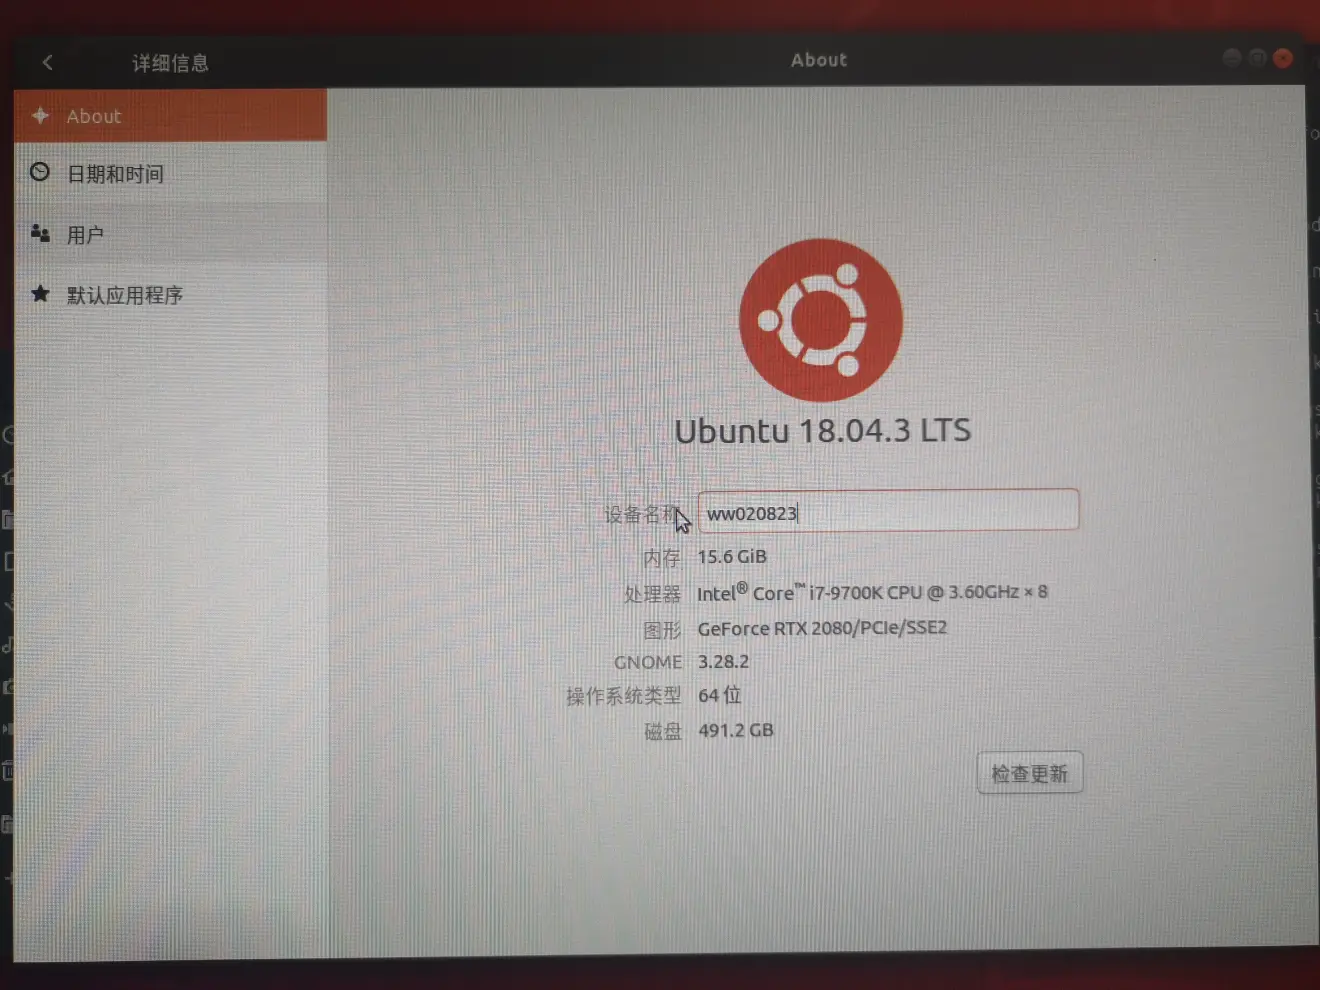 详细信息
About
About
日期和时间
用户
默认应用程序
Ubuntu 18.04.3 LTS
设备名称 ww020823
内存 15.6 GiB
处理器 Intel® Core™ i7-9700K CPU @ 3.60GHz × 8
图形 GeForce RTX 2080/PCIe/SSE2
GNOME 3.28.2
操作系统类型 64 位
磁盘 491.2 GB
检查更新